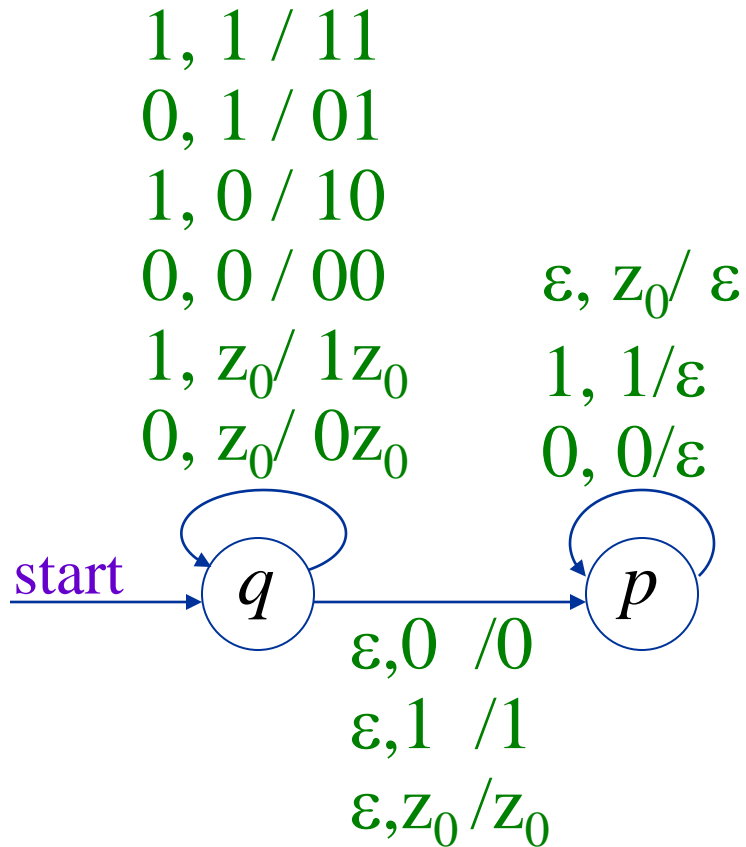 1, 1 / 11
0, 1 / 01
1, 0 / 10
0, 0 / 00
1, z₀/ 1z₀
0, z₀/ 0z₀
ε, z₀/ ε
1, 1/ε
0, 0/ε
start
q
p
ε,0 /0
ε,1 /1
ε,z₀ /z₀